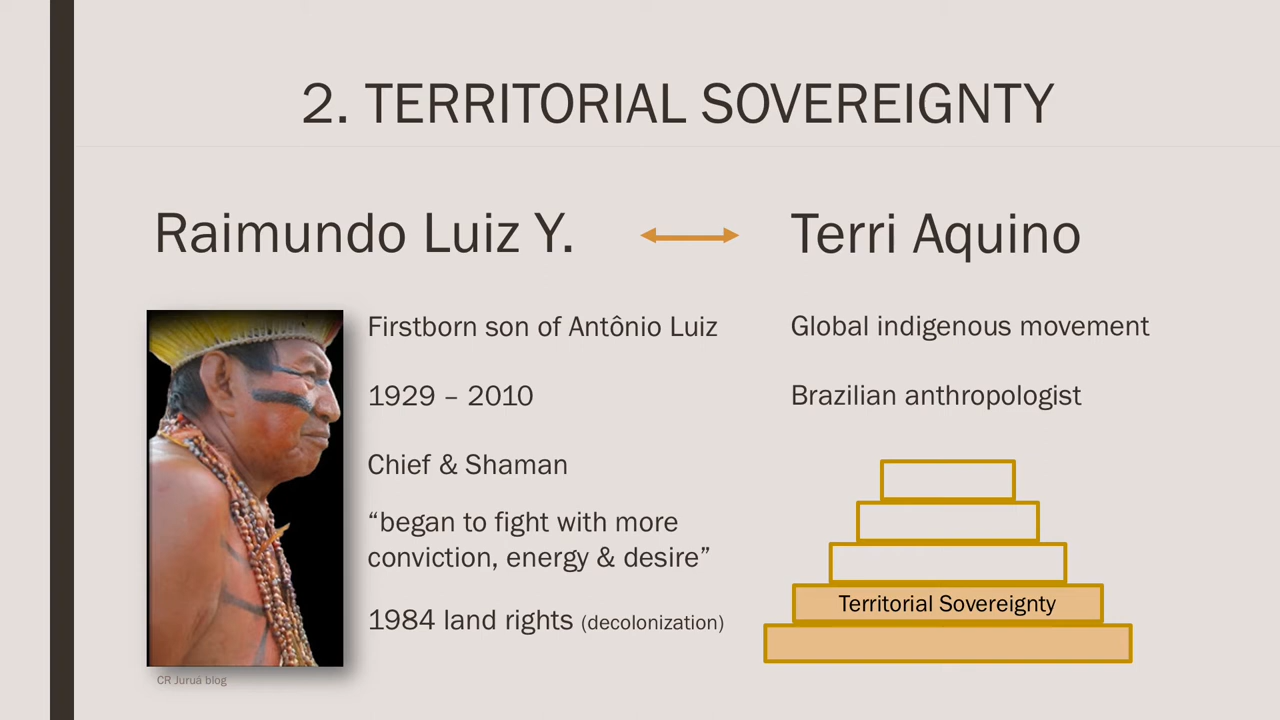 2. TERRITORIAL SOVEREIGNTY
Raimundo Luiz Y.
Terri Aquino
Firstborn son of Antônio Luiz
1929 – 2010
Chief & Shaman
“began to fight with more
conviction, energy & desire”
1984 land rights (decolonization)
Global indigenous movement
Brazilian anthropologist
Territorial Sovereignty
CR Juruá blog